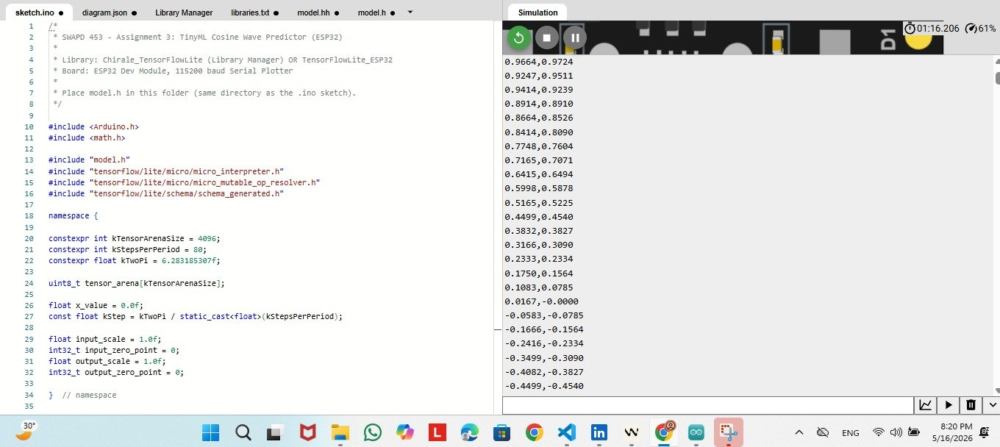 sketch.ino ● diagram.json ● Library Manager libraries.txt ● model.hh ● model.h ●
1 /*
2 * SWAPD 453 - Assignment 3: TinyML Cosine Wave Predictor (ESP32)
3 *
4 * Library: Chirale_TensorFlowLite (Library Manager) OR TensorFlowLite_ESP32
5 * Board: ESP32 Dev Module, 115200 baud Serial Plotter
6 *
7 * Place model.h in this folder (same directory as the .ino sketch).
8 */
9
10 #include <Arduino.h>
11 #include <math.h>
12
13 #include "model.h"
14 #include "tensorflow/lite/micro/micro_interpreter.h"
15 #include "tensorflow/lite/micro/micro_mutable_op_resolver.h"
16 #include "tensorflow/lite/schema/schema_generated.h"
17
18 namespace {
19
20 constexpr int kTensorArenaSize = 4096;
21 constexpr int kStepsPerPeriod = 80;
22 constexpr float kTwoPi = 6.283185307f;
23
24 uint8_t tensor_arena[kTensorArenaSize];
25
26 float x_value = 0.0f;
27 const float kStep = kTwoPi / static_cast<float>(kStepsPerPeriod);
28
29 float input_scale = 1.0f;
30 int32_t input_zero_point = 0;
31 float output_scale = 1.0f;
32 int32_t output_zero_point = 0;
33
34 } // namespace
35
Simulation
D1
01:16.206 61%
0.9664,0.9724
0.9247,0.9511
0.9414,0.9239
0.8914,0.8910
0.8664,0.8526
0.8414,0.8090
0.7748,0.7604
0.7165,0.7071
0.6415,0.6494
0.5998,0.5878
0.5165,0.5225
0.4499,0.4540
0.3832,0.3827
0.3166,0.3090
0.2333,0.2334
0.1750,0.1564
0.1083,0.0785
0.0167,-0.0000
-0.0583,-0.0785
-0.1666,-0.1564
-0.2416,-0.2334
-0.3499,-0.3090
-0.4082,-0.3827
-0.4499,-0.4540
30°
L
in
ENG
8:20 PM
5/16/2026